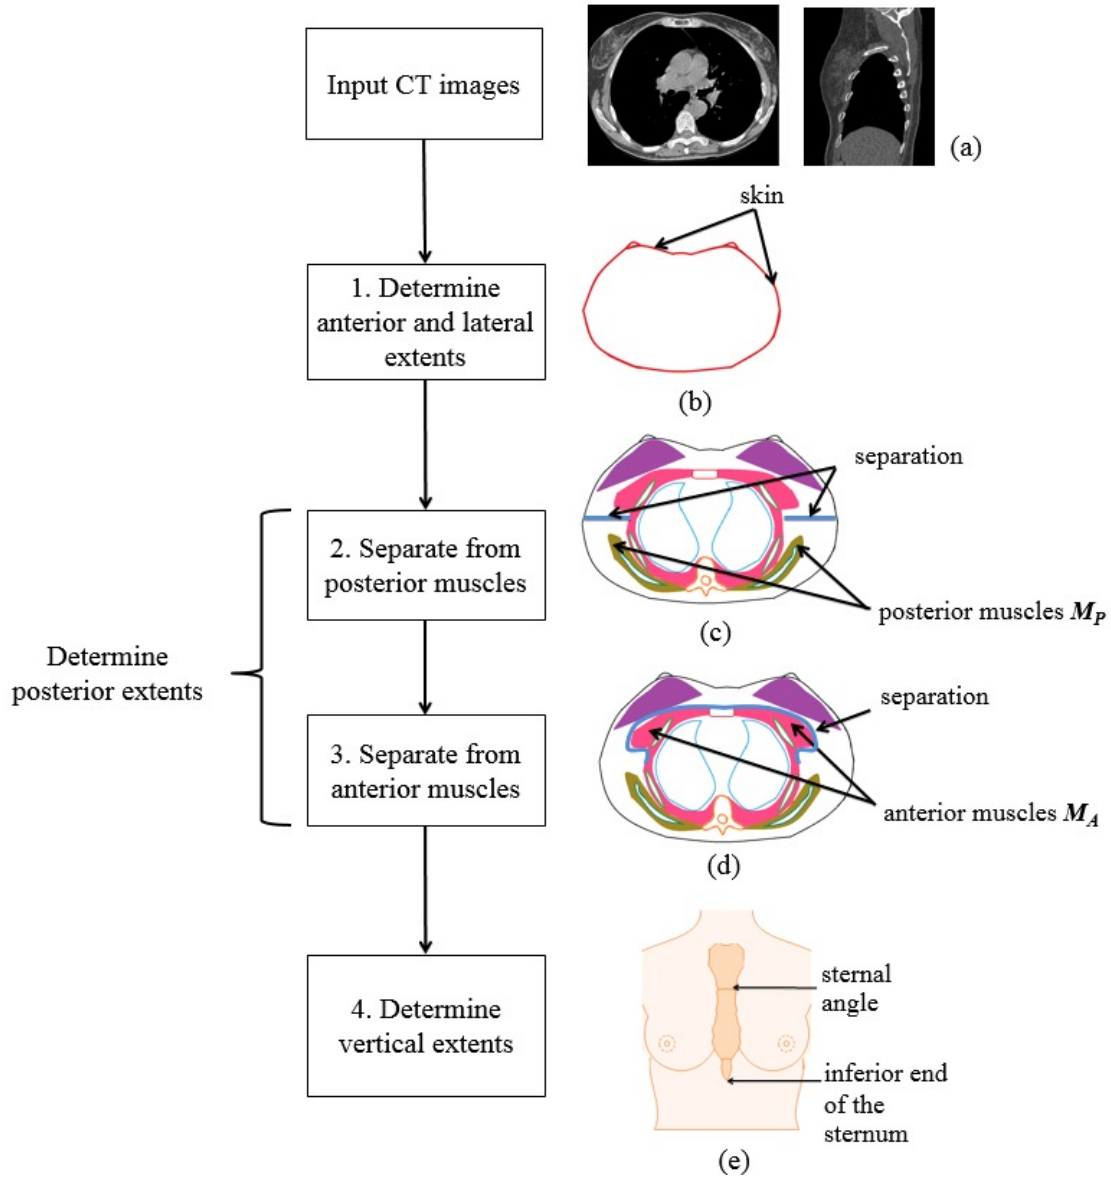 Input CT images
(a)
skin
1. Determine
anterior and lateral
extents
(b)
separation
2. Separate from
posterior muscles
posterior muscles M_P
(c)
Determine
posterior extents
separation
3. Separate from
anterior muscles
anterior muscles M_A
(d)
4. Determine
vertical extents
sternal
angle
inferior end
of the
sternum
(e)